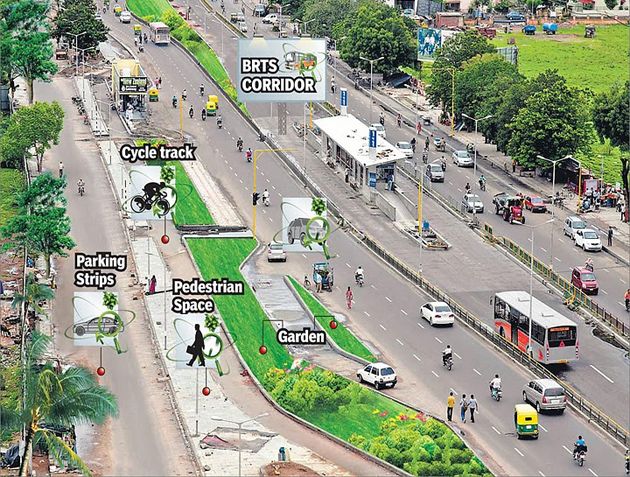 BRTS
CORRIDOR
Cycle track
Parking
Strips
Pedestrian
Space
Garden